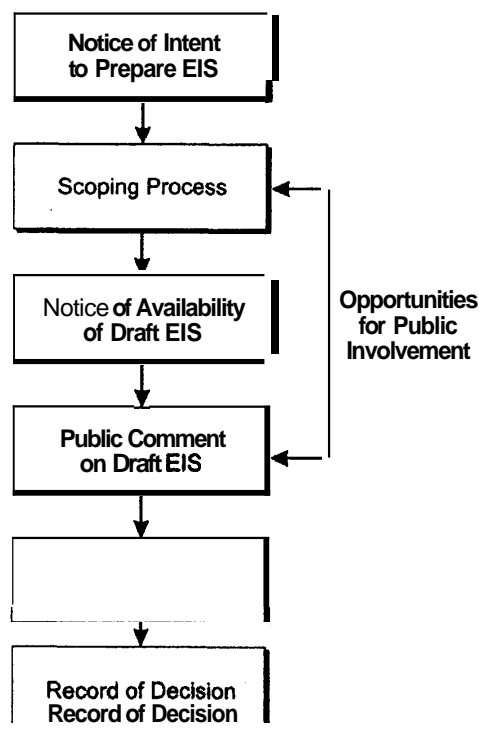 Notice of Intent
to Prepare EIS
Scoping Process
Notice of Availability
of Draft EIS
Opportunities
for Public
Involvement
Public Comment
on Draft EIS
Record of Decision
Record of Decision